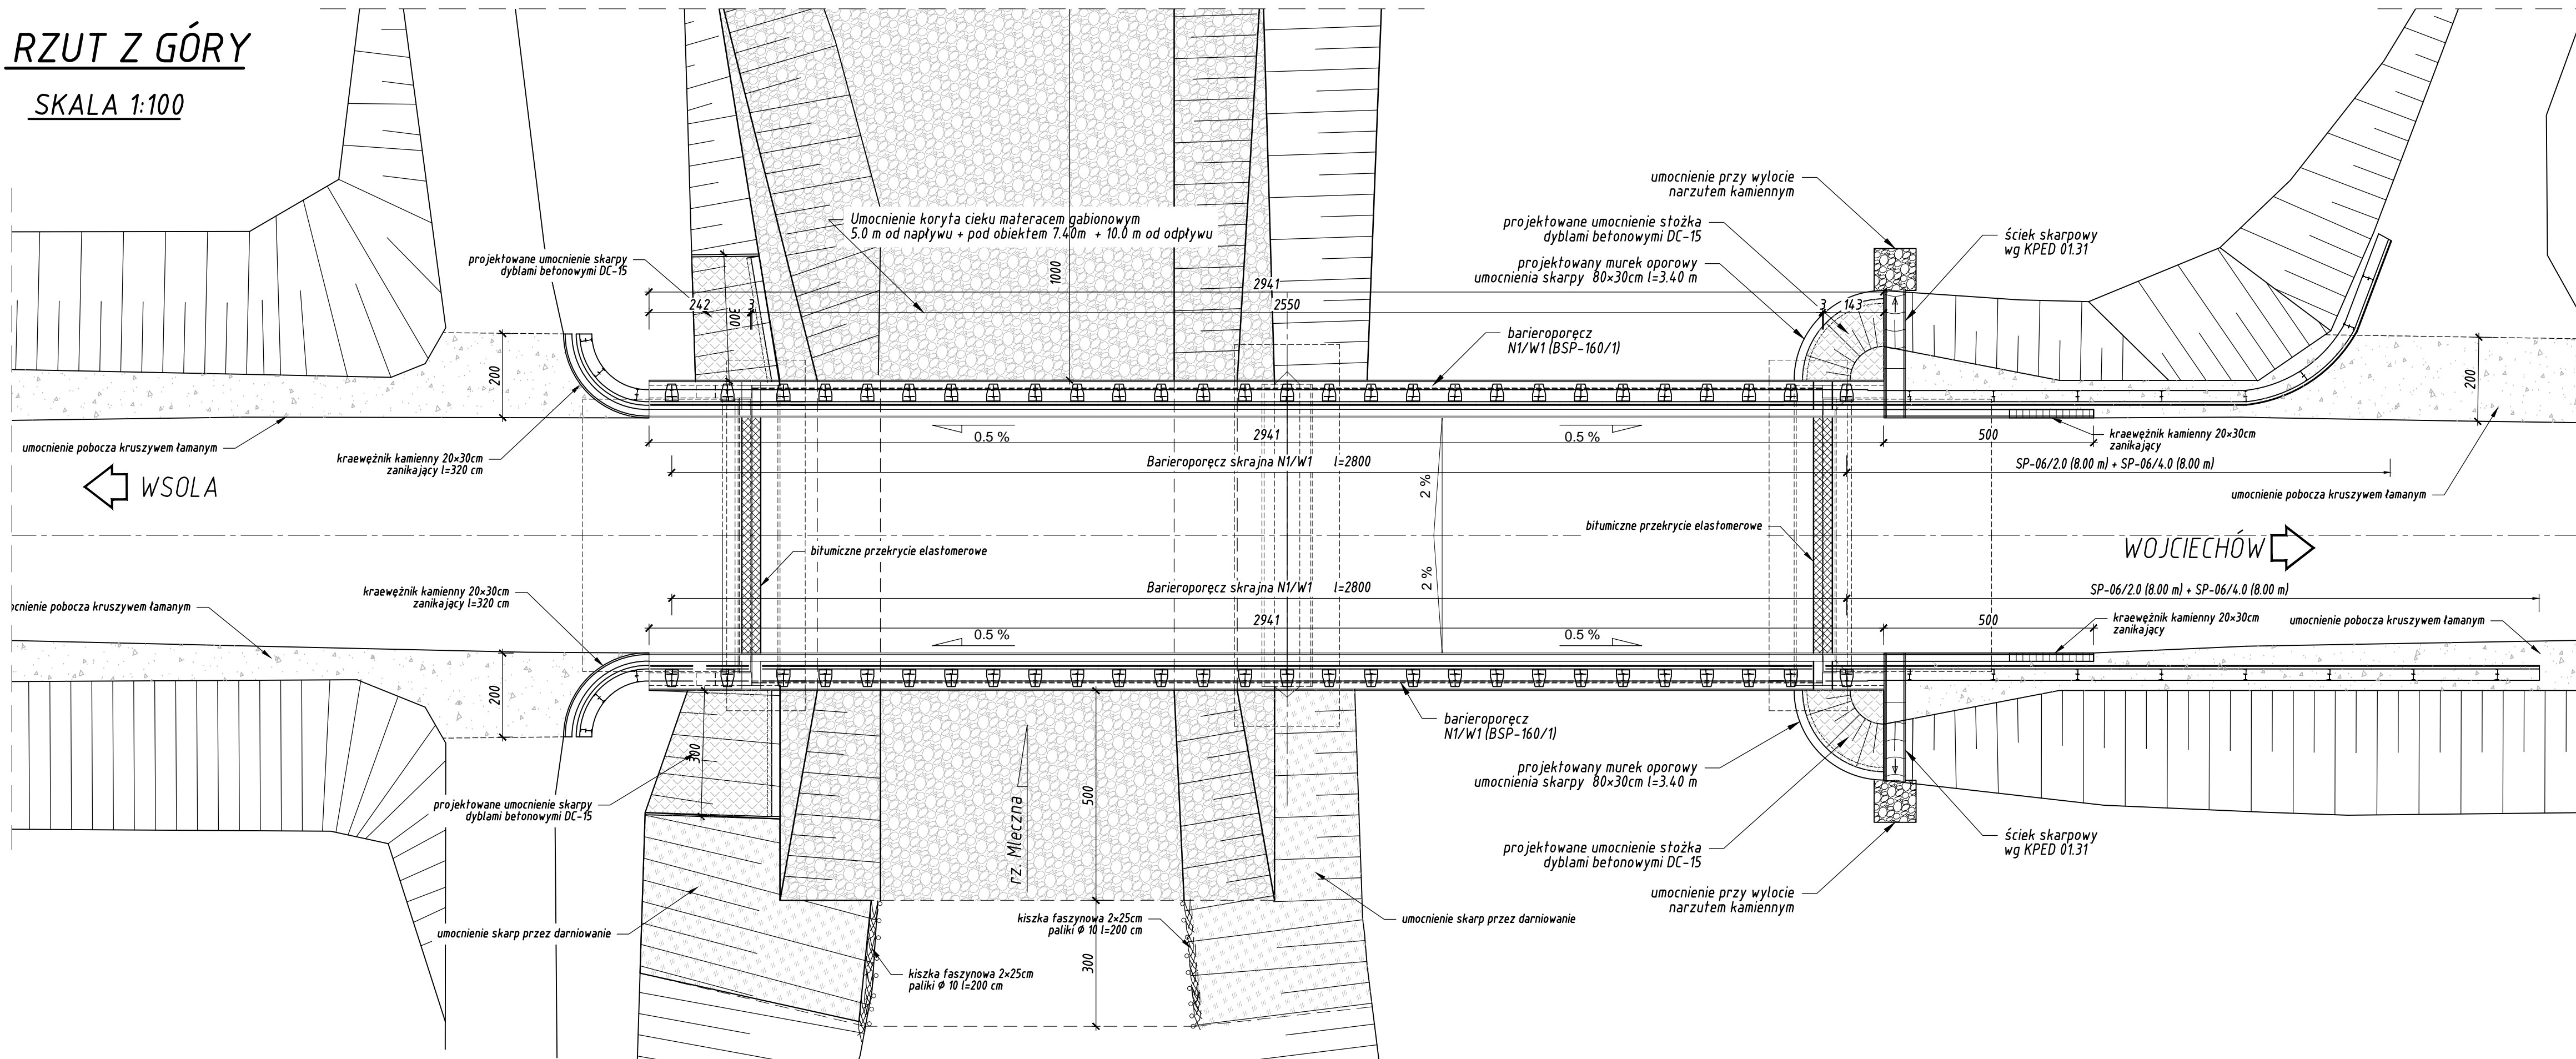 RZUT Z GÓRY
SKALA 1:100
Umocnienie koryta cieku materacem gabionowym
5.0 m od napływu + pod obiektem 7.40m + 10.0 m od odpływu
projektowane umocnienie skarpy
dyblami betonowymi DC-15
1000
umocnienie przy wylocie
narzutem kamiennym
projektowane umocnienie stożka
dyblami betonowymi DC-15
projektowany murek oporowy
umocnienia skarpy 80×30cm l=3.40 m
ściek skarpowy
wg KPED 01.31
2941
242
3
300
2550
3
143
barieroporęcz
N1/W1 (BSP-160/1)
200
200
umocnienie pobocza kruszywem łamanym
kraewężnik kamienny 20×30cm
zanikający l=320 cm
0.5 %
2941
0.5 %
500
kraewężnik kamienny 20×30cm
zanikający
Barieroporęcz skrajna N1/W1 l=2800
SP-06/2.0 (8.00 m) + SP-06/4.0 (8.00 m)
WSOLA
2 %
umocnienie pobocza kruszywem łamanym
bitumiczne przekrycie elastomerowe
bitumiczne przekrycie elastomerowe
WOJCIECHÓW
2 %
kraewężnik kamienny 20×30cm
zanikający l=320 cm
Barieroporęcz skrajna N1/W1 l=2800
SP-06/2.0 (8.00 m) + SP-06/4.0 (8.00 m)
ocnienie pobocza kruszywem łamanym
0.5 %
2941
0.5 %
500
kraewężnik kamienny 20×30cm
zanikający
umocnienie pobocza kruszywem łamanym
200
300
barieroporęcz
N1/W1 (BSP-160/1)
projektowany murek oporowy
umocnienia skarpy 80×30cm l=3.40 m
projektowane umocnienie skarpy
dyblami betonowymi DC-15
500
rz. Mleczna
projektowane umocnienie stożka
dyblami betonowymi DC-15
ściek skarpowy
wg KPED 01.31
umocnienie przy wylocie
narzutem kamiennym
umocnienie skarp przez darniowanie
kiszka faszynowa 2×25cm
paliki ϕ 10 l=200 cm
umocnienie skarp przez darniowanie
300
kiszka faszynowa 2×25cm
paliki ϕ 10 l=200 cm